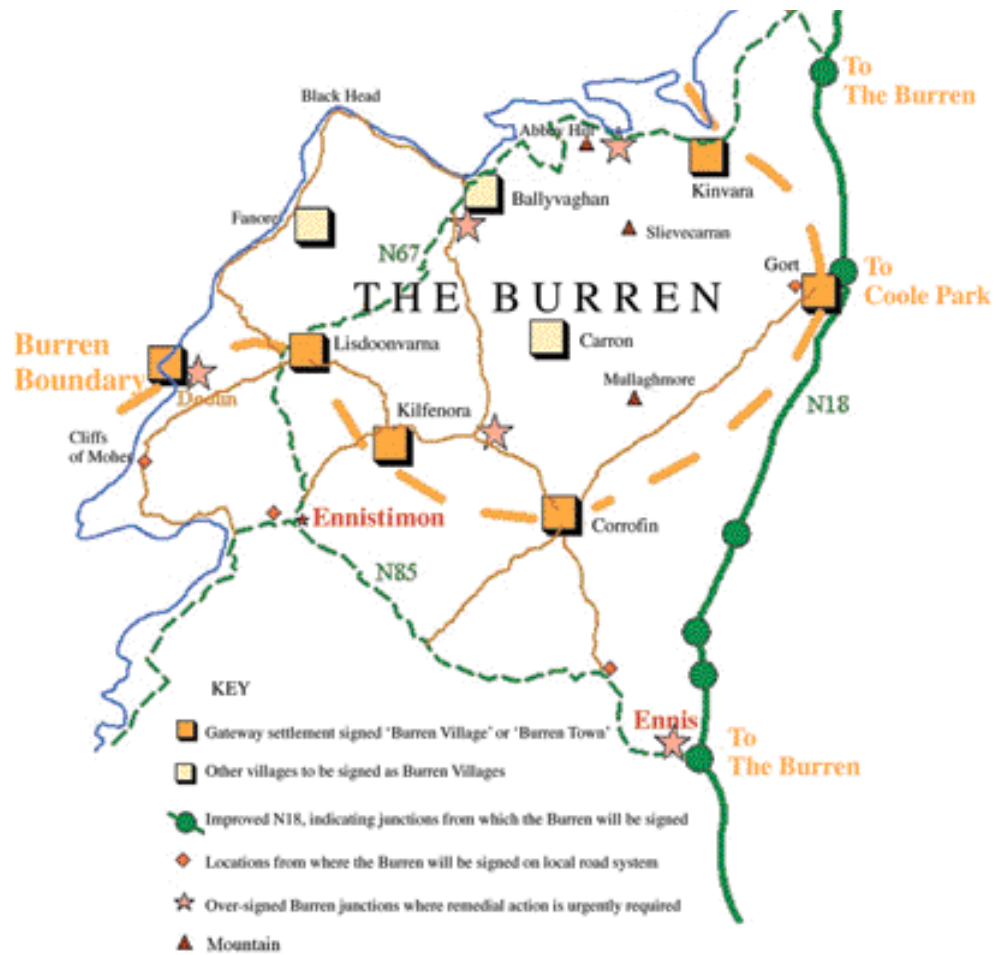 To
The Burren
Black Head
Abbey Hill
Kinvara
Ballyvaghan
Fanore
Slievecarran
N67
Gort
To
Coole Park
THE BURREN
Burren
Boundary
Lisdoonvarna
Carron
Doolin
Mullaghmore
N18
Kilfenora
Cliffs
of Moher
Ennistimon
Corrofin
N85
KEY
Ennis
Gateway settlement signed ‘Burren Village’ or ‘Burren Town’
To
The Burren
Other villages to be signed as Burren Villages
Improved N18, indicating junctions from which the Burren will be signed
Locations from where the Burren will be signed on local road system
Over-signed Burren junctions where remedial action is urgently required
Mountain